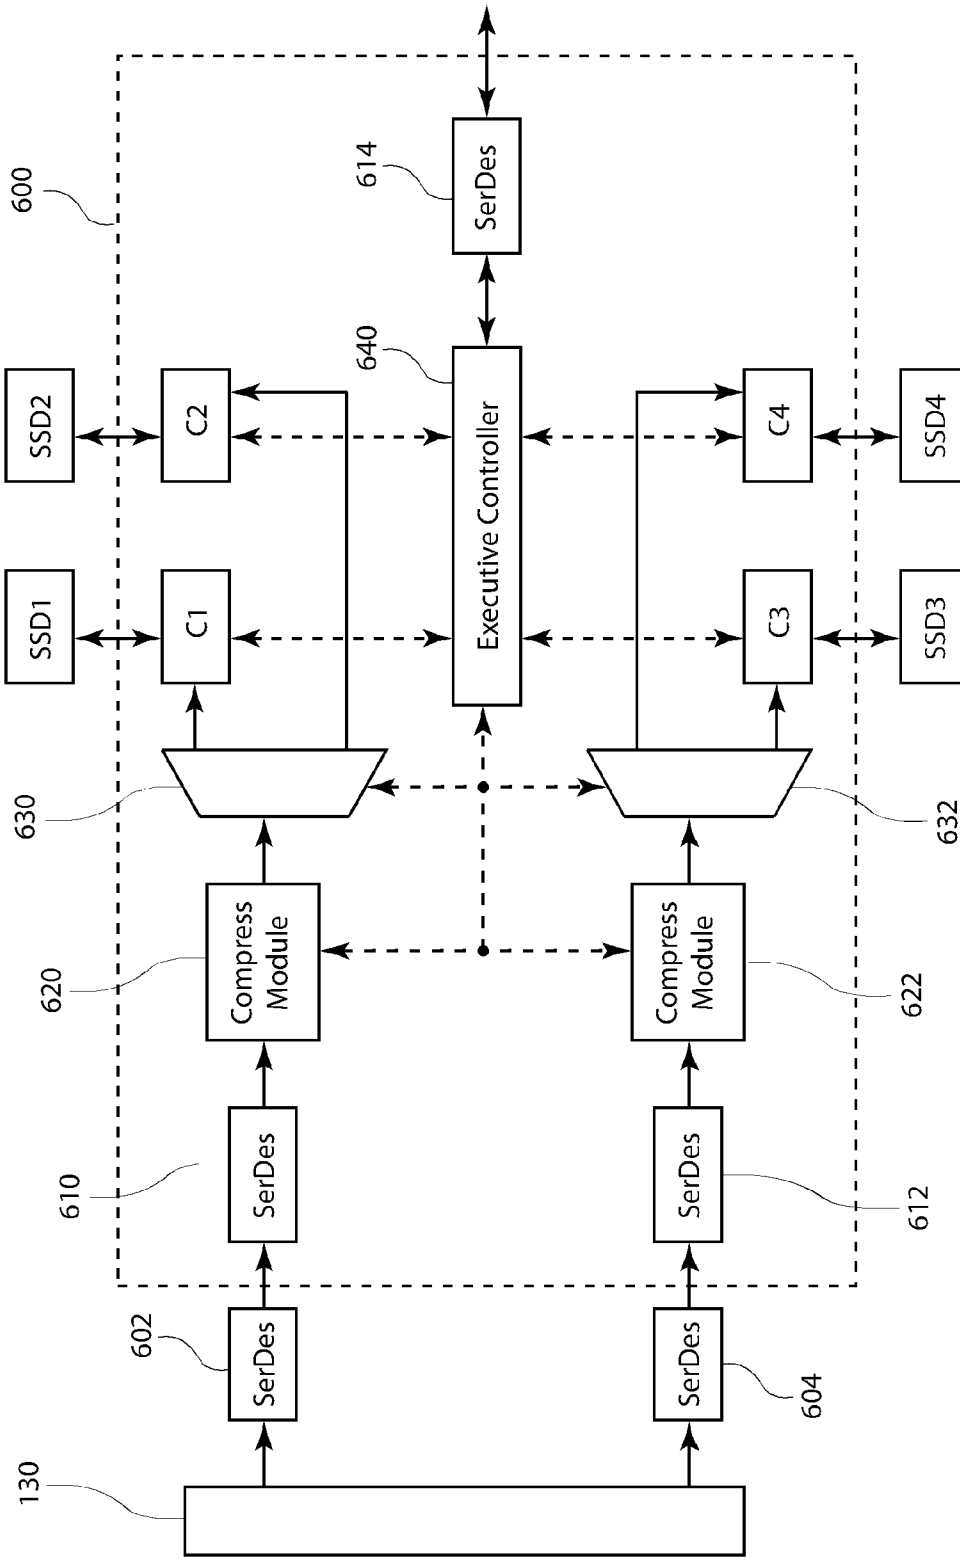 600
SSD1
SSD2
630
C1
C2
620
614
610
Compress
Module
640
SerDes
602
SerDes
SerDes
130
Executive Controller
SerDes
SerDes
Compress
Module
604
612
622
632
C3
C4
SSD3
SSD4